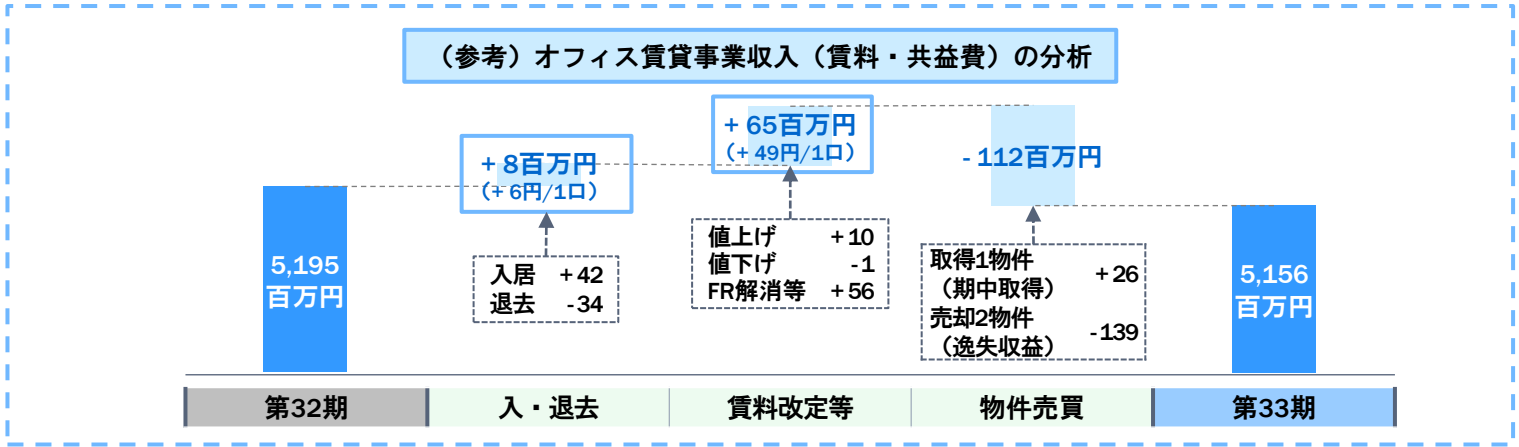 （参考）オフィス賃貸事業収入（賃料・共益費）の分析
5,195
百万円
+ 8百万円
（+ 6円/1口）
入居 +42
退去 -34
+ 65百万円
（+ 49円/1口）
値上げ +10
値下げ -1
FR解消等 +56
- 112百万円
取得1物件
（期中取得） +26
売却2物件
（逸失収益） -139
5,156
百万円
第32期 入・退去 賃料改定等 物件売買 第33期